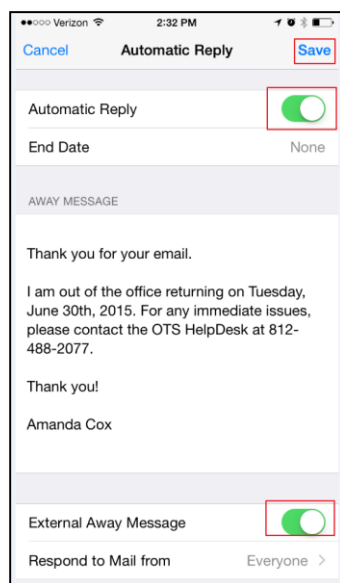 Verizon 2:32 PM
Cancel Automatic Reply Save
Automatic Reply
End Date None
AWAY MESSAGE
Thank you for your email.
I am out of the office returning on Tuesday,
June 30th, 2015. For any immediate issues,
please contact the OTS HelpDesk at 812-
488-2077.
Thank you!
Amanda Cox
External Away Message
Respond to Mail from Everyone >